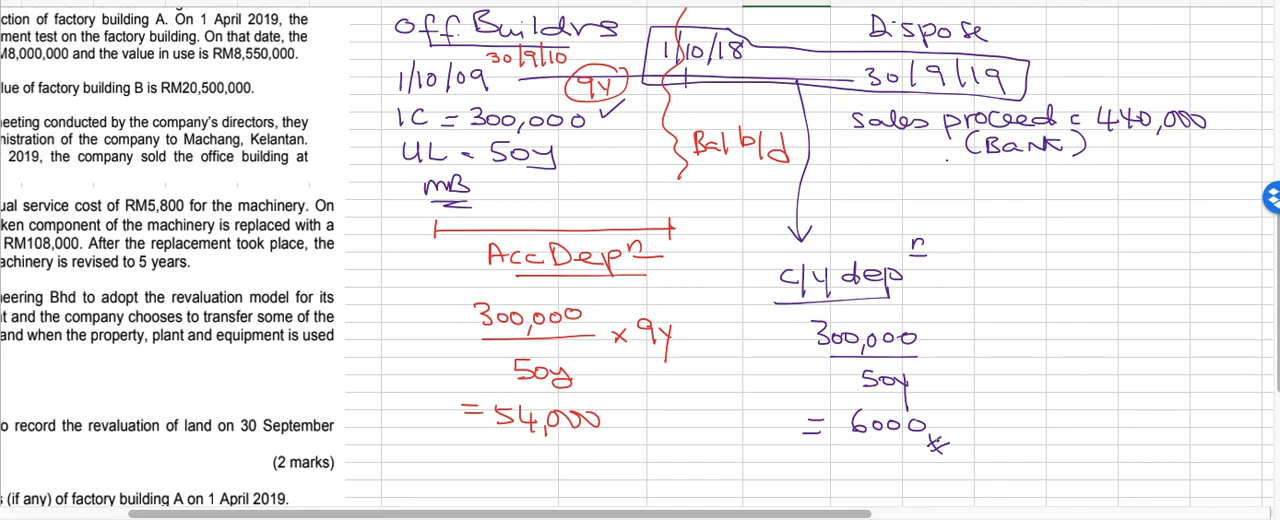 ction of factory building A. On 1 April 2019, the
ment test on the factory building. On that date, the
M8,000,000 and the value in use is RM8,550,000.
lue of factory building B is RM20,500,000.
eeting conducted by the company's directors, they
nistration of the company to Machang, Kelantan.
2019, the company sold the office building at
ual service cost of RM5,800 for the machinery. On
ken component of the machinery is replaced with a
RM108,000. After the replacement took place, the
achinery is revised to 5 years.
neering Bhd to adopt the revaluation model for its
t and the company chooses to transfer some of the
and when the property, plant and equipment is used
o record the revaluation of land on 30 September
(2 marks)
s (if any) of factory building A on 1 April 2019.
Off. Building
30/9/10
1/10/09
9y
1/10/18
Dispose
30/9/19
IC = 300,000 ✓
UL = 50y
MB
Bal b/d
Sales proceed = 440,000
(Bank)
Acc Depⁿ
300,000
50y
× 9y
= 54,000
c/y depⁿ
300,000
50y
= 6000